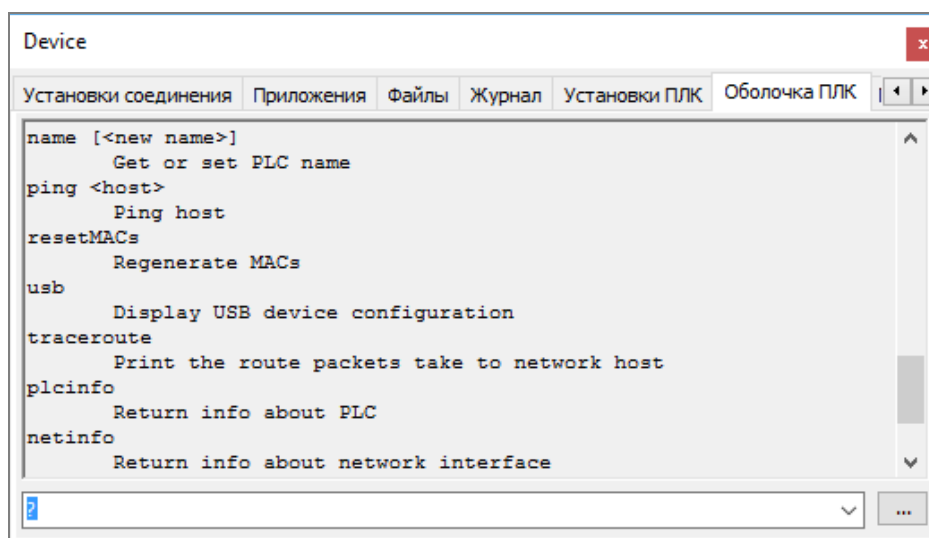 Device
x
Установки соединения Приложения Файлы Журнал Установки ПЛК Оболочка ПЛК
name [<new name>]
Get or set PLC name
ping <host>
Ping host
resetMACs
Regenerate MACs
usb
Display USB device configuration
traceroute
Print the route packets take to network host
plcinfo
Return info about PLC
netinfo
Return info about network interface
?
...